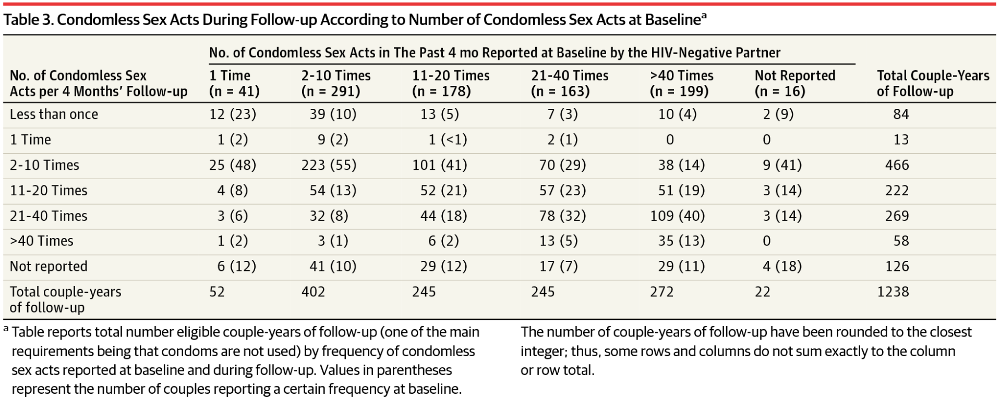 Table 3. Condomless Sex Acts During Follow-up According to Number of Condomless Sex Acts at Baselineᵃ
No. of Condomless Sex Acts in The Past 4 mo Reported at Baseline by the HIV-Negative Partner
No. of Condomless Sex Acts per 4 Months’ Follow-up 1 Time (n = 41) 2-10 Times (n = 291) 11-20 Times (n = 178) 21-40 Times (n = 163) >40 Times (n = 199) Not Reported (n = 16) Total Couple-Years of Follow-up
Less than once 12 (23) 39 (10) 13 (5) 7 (3) 10 (4) 2 (9) 84
1 Time 1 (2) 9 (2) 1 (<1) 2 (1) 0 0 13
2-10 Times 25 (48) 223 (55) 101 (41) 70 (29) 38 (14) 9 (41) 466
11-20 Times 4 (8) 54 (13) 52 (21) 57 (23) 51 (19) 3 (14) 222
21-40 Times 3 (6) 32 (8) 44 (18) 78 (32) 109 (40) 3 (14) 269
>40 Times 1 (2) 3 (1) 6 (2) 13 (5) 35 (13) 0 58
Not reported 6 (12) 41 (10) 29 (12) 17 (7) 29 (11) 4 (18) 126
Total couple-years of follow-up 52 402 245 245 272 22 1238
ᵃ Table reports total number eligible couple-years of follow-up (one of the main
requirements being that condoms are not used) by frequency of condomless
sex acts reported at baseline and during follow-up. Values in parentheses
represent the number of couples reporting a certain frequency at baseline.
The number of couple-years of follow-up have been rounded to the closest
integer; thus, some rows and columns do not sum exactly to the column
or row total.